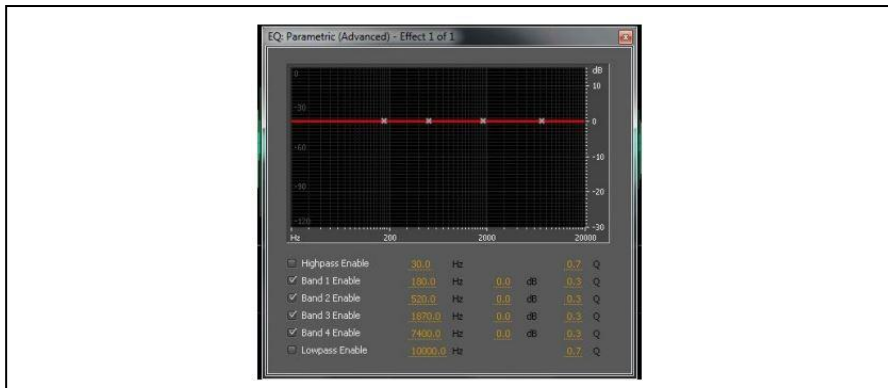 EQ: Parametric (Advanced) - Effect 1 of 1
0 dB
10
-30
0
-60
-10
-90
-20
-120
-30
Hz 200 2000 20000
Highpass Enable 30.0 Hz 0.7 Q
Band 1 Enable 180.0 Hz 0.0 dB 0.3 Q
Band 2 Enable 520.0 Hz 0.0 dB 0.3 Q
Band 3 Enable 1870.0 Hz 0.0 dB 0.3 Q
Band 4 Enable 7400.0 Hz 0.0 dB 0.3 Q
Lowpass Enable 10000.0 Hz 0.7 Q